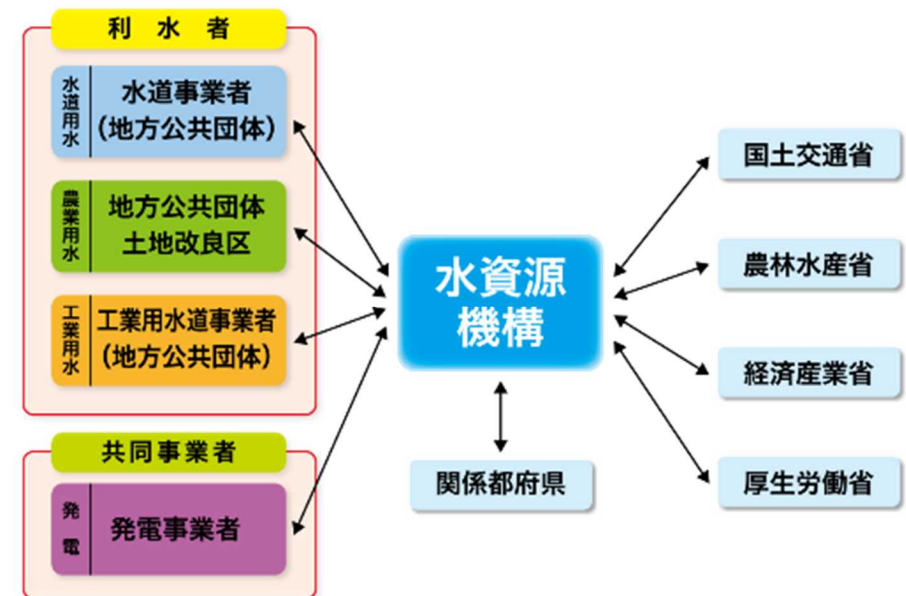 利水者
水道用水
水道事業者
(地方公共団体)
農業用水
地方公共団体
土地改良区
工業用水
工業用水道事業者
(地方公共団体)
共同事業者
発電
発電事業者
水資源
機構
関係都府県
国土交通省
農林水産省
経済産業省
厚生労働省